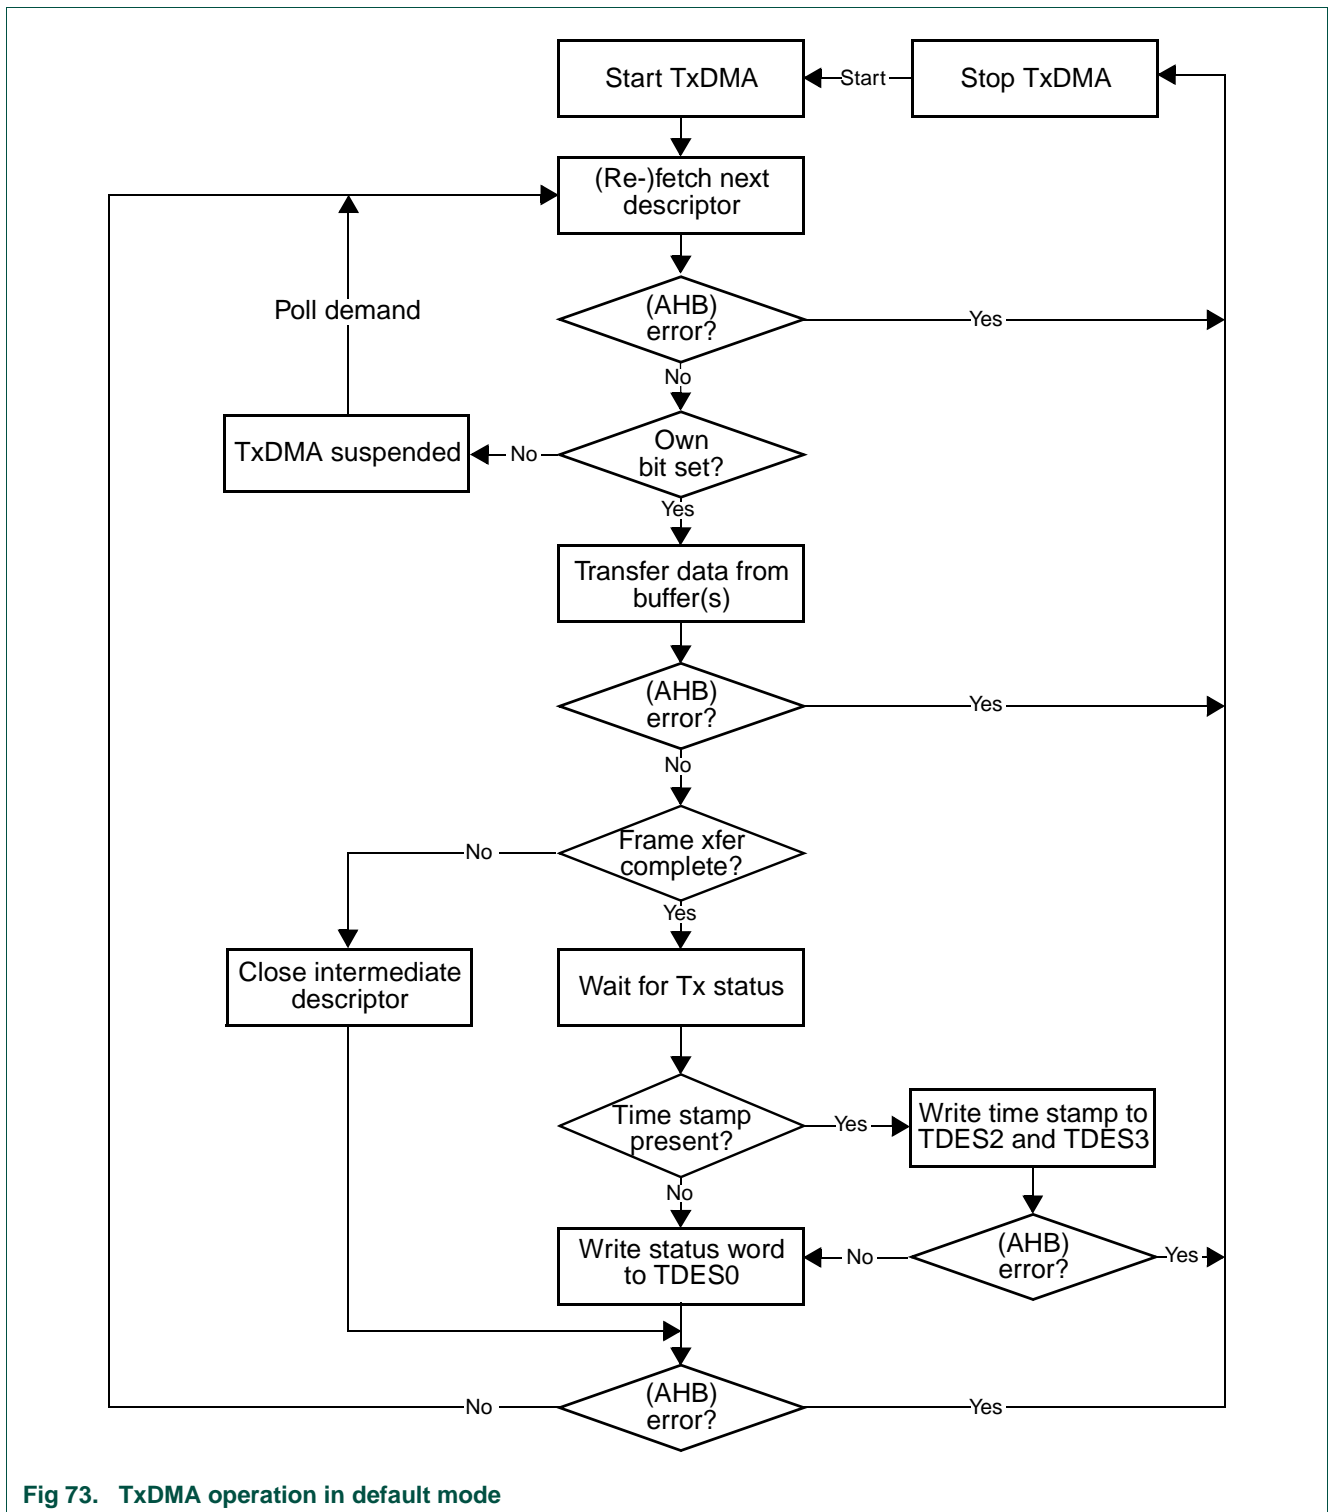 Start TxDMA
Start
Stop TxDMA
(Re-)fetch next
descriptor
Poll demand
(AHB)
error?
Yes
No
TxDMA suspended
No
Own
bit set?
Yes
Transfer data from
buffer(s)
(AHB)
error?
Yes
No
Frame xfer
complete?
No
Yes
Close intermediate
descriptor
Wait for Tx status
Time stamp
present?
Yes
Write time stamp to
TDES2 and TDES3
No
Write status word
to TDES0
No
(AHB)
error?
Yes
No
(AHB)
error?
Yes
Fig 73. TxDMA operation in default mode